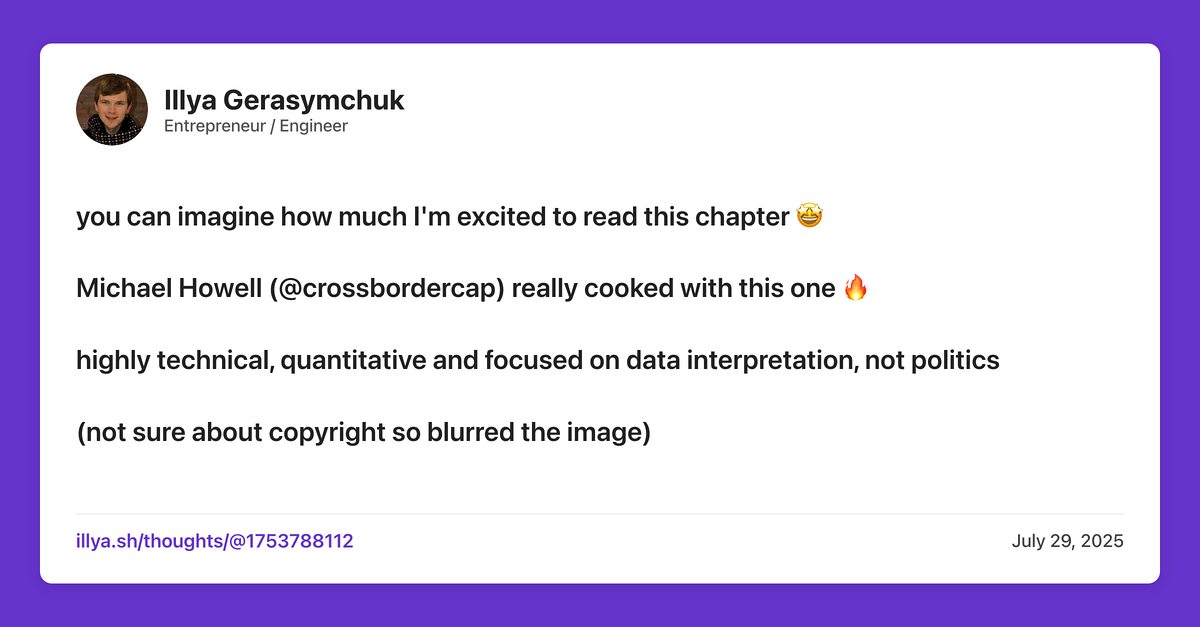 Illya Gerasymchuk
Entrepreneur / Engineer
you can imagine how much I'm excited to read this chapter 🤩
Michael Howell (@crossbordercap) really cooked with this one 🔥
highly technical, quantitative and focused on data interpretation, not politics
(not sure about copyright so blurred the image)
illya.sh/thoughts/@1753788112
July 29, 2025